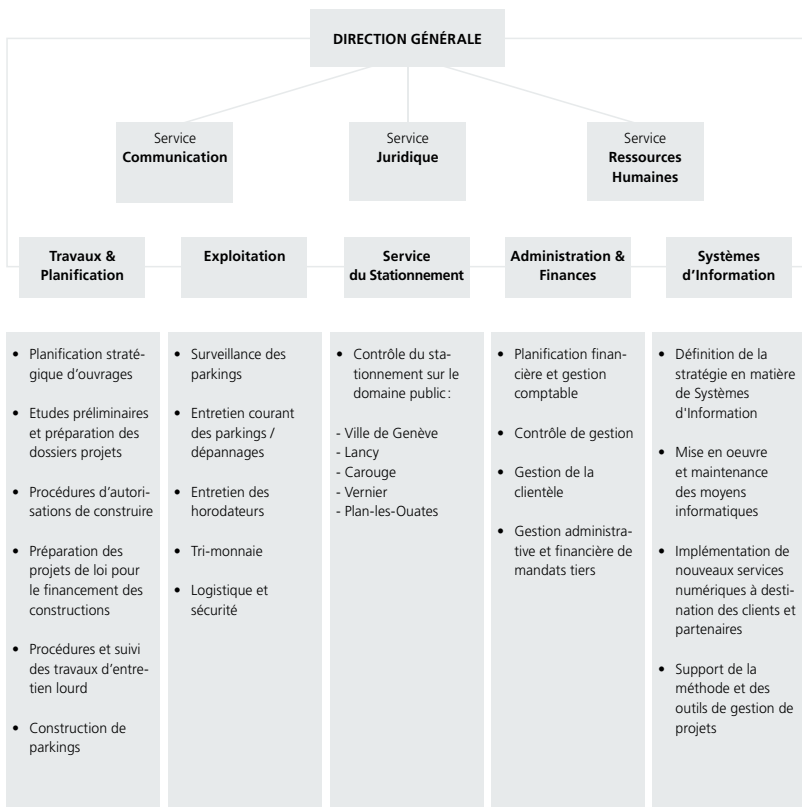 DIRECTION GÉNÉRALE
Service
Communication
Service
Juridique
Service
Ressources
Humaines
Travaux &
Planification
Exploitation
Service
du Stationnement
Administration &
Finances
Systèmes
d’Information
• Planification straté-
gique d’ouvrages
• Etudes préliminaires
et préparation des
dossiers projets
• Procédures d’autori-
sations de construire
• Préparation des
projets de loi pour
le financement des
constructions
• Procédures et suivi
des travaux d’entre-
tien lourd
• Construction de
parkings
• Surveillance des
parkings
• Entretien courant
des parkings /
dépannages
• Entretien des
horodateurs
• Tri-monnaie
• Logistique et
sécurité
• Contrôle du sta-
tionnement sur le
domaine public :
- Ville de Genève
- Lancy
- Carouge
- Vernier
- Plan-les-Ouates
• Planification finan-
cière et gestion
comptable
• Contrôle de gestion
• Gestion de la
clientèle
• Gestion administra-
tive et financière de
mandats tiers
• Définition de la
stratégie en matière
de Systèmes
d'Information
• Mise en oeuvre
et maintenance
des moyens
informatiques
• Implémentation de
nouveaux services
numériques à desti-
nation des clients et
partenaires
• Support de la
méthode et des
outils de gestion de
projets